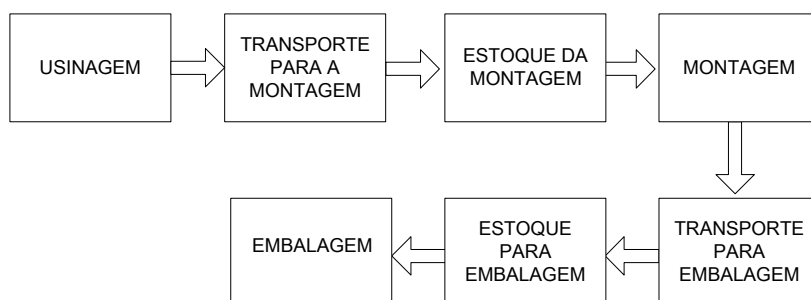 USINAGEM
TRANSPORTE
PARA A
MONTAGEM
ESTOQUE DA
MONTAGEM
MONTAGEM
TRANSPORTE
PARA
EMBALAGEM
ESTOQUE
PARA
EMBALAGEM
EMBALAGEM